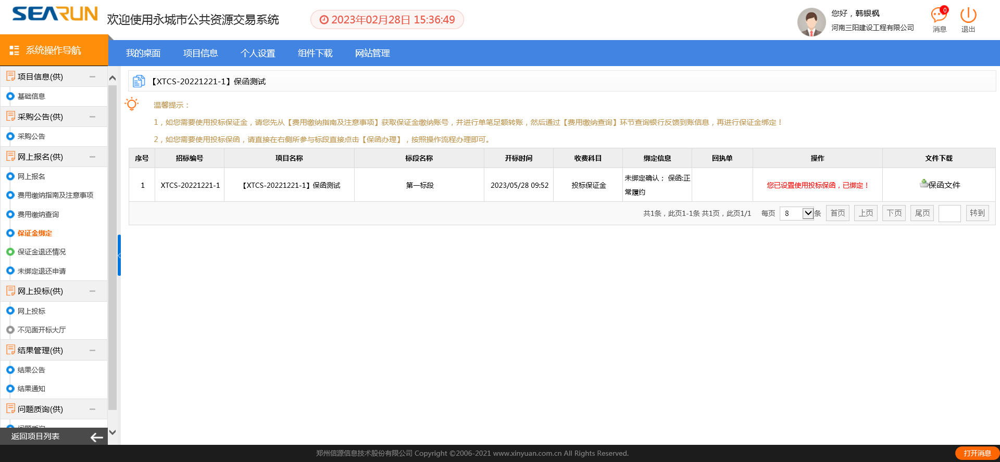 SEARUN
欢迎使用永城市公共资源交易系统
2023年02月28日 15:36:49
您好，韩银枫
河南三阳建设工程有限公司
0
消息
退出
系统操作导航
我的桌面
项目信息
个人设置
组件下载
网站管理
项目信息(供)
基础信息
采购公告(供)
采购公告
网上报名(供)
网上报名
费用缴纳指南及注意事项
费用缴纳查询
保证金绑定
保证金退还情况
未绑定退还申请
网上投标(供)
网上投标
不见面开标大厅
结果管理(供)
结果公告
结果通知
问题质询(供)
问题质询
返回项目列表
【XTCS-20221221-1】保函测试
温馨提示：
1，如您需要使用投标保证金，请您先从【费用缴纳指南及注意事项】获取保证金缴纳账号，并进行单笔足额转账，然后通过【费用缴纳查询】环节查询银行反馈到账信息，再进行保证金绑定！
2，如您需要使用投标保函，请直接在右侧所参与标段直接点击【保函办理】，按照操作流程办理即可。
序号 招标编号 项目名称 标段名称 开标时间 收费科目 绑定信息 回执单 操作 文件下载
1 XTCS-20221221-1 【XTCS-20221221-1】保函测试 第一标段 2023/05/28 09:52 投标保证金 未绑定确认； 保函:正
常履约 您已设置使用投标保函，已绑定！ 保函文件
共1条，此页1-1条 共1页，此页1/1 每页 8 条 首页 上页 下页 尾页 转到
郑州信源信息技术股份有限公司 Copyright ©2006-2021 www.xinyuan.com.cn All Rights Reserved.
打开消息